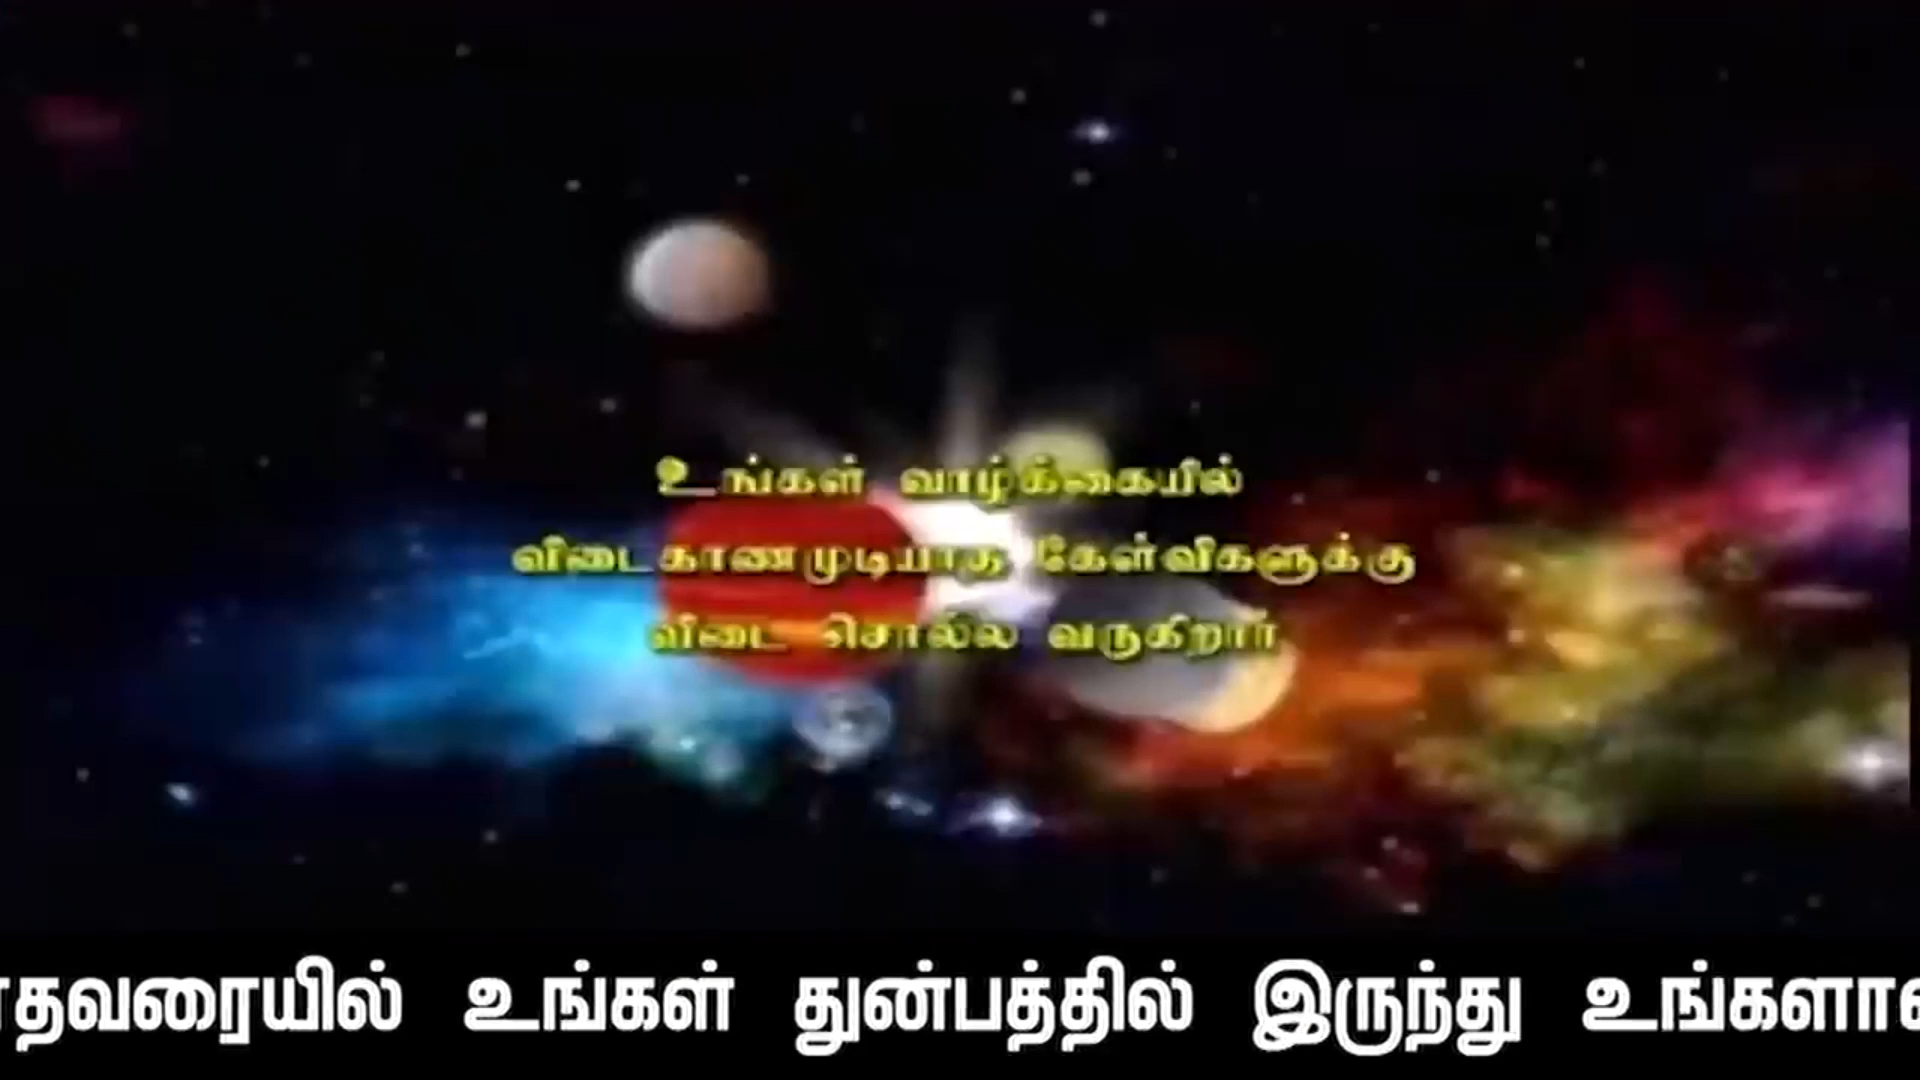 உங்கள் வாழ்க்கையில்
விடைகாணமுடியாத கேள்விகளுக்கு
விடை சொல்ல வருகிறார்
தவரையில் உங்கள் துன்பத்தில் இருந்து உங்களால்